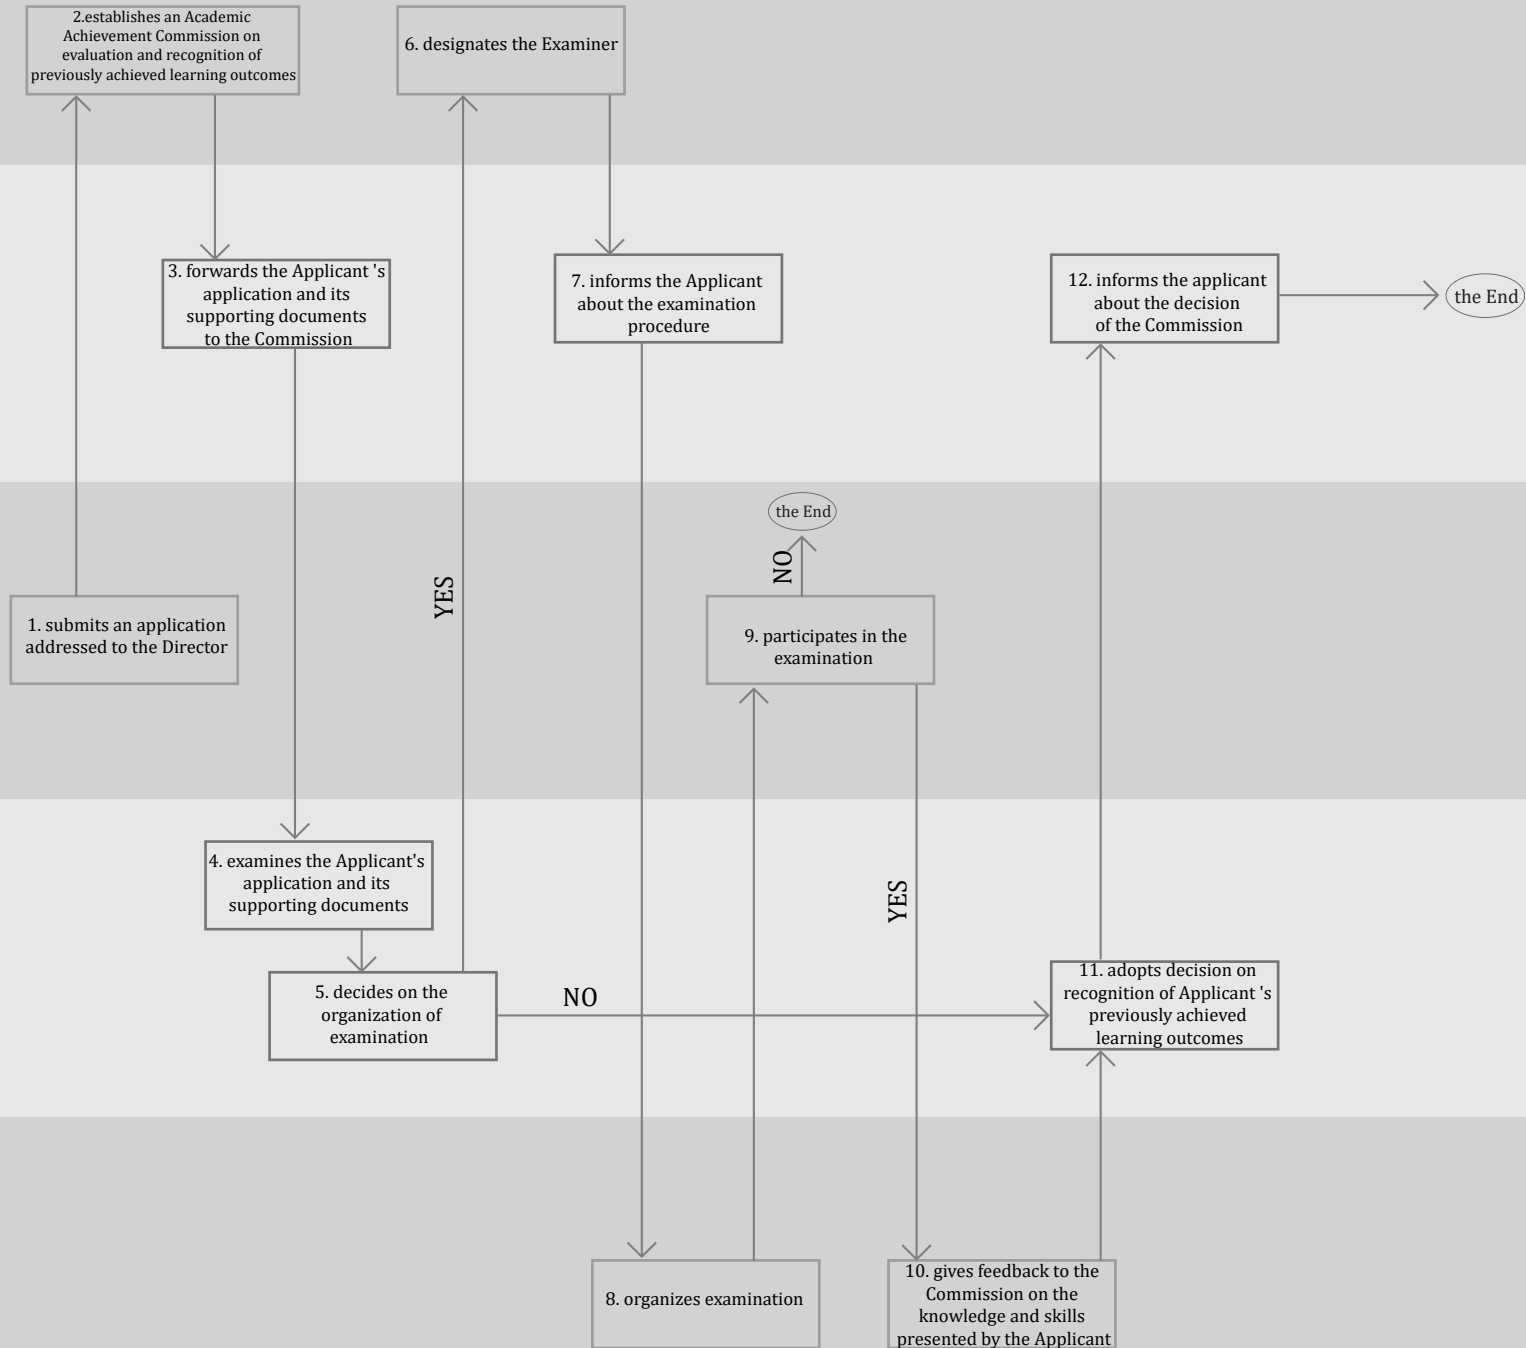 2.establishes an Academic
Achievement Commission on
evaluation and recognition of
previously achieved learning outcomes
6. designates the Examiner
3. forwards the Applicant 's
application and its
supporting documents
to the Commission
7. informs the Applicant
about the examination
procedure
12. informs the applicant
about the decision
of the Commission
the End
the End
NO
YES
1. submits an application
addressed to the Director
9. participates in the
examination
4. examines the Applicant's
application and its
supporting documents
YES
5. decides on the
organization of
examination
NO
11. adopts decision on
recognition of Applicant 's
previously achieved
learning outcomes
8. organizes examination
10. gives feedback to the
Commission on the
knowledge and skills
presented by the Applicant